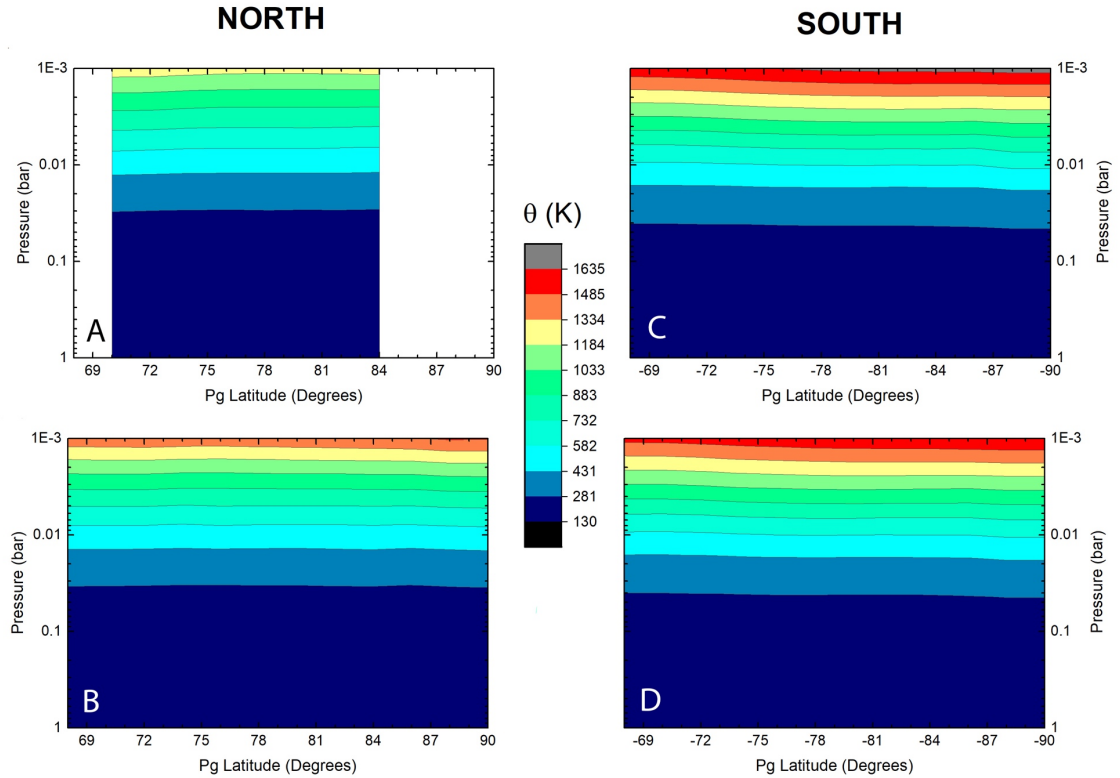 NORTH
SOUTH
1E-3
0.01
0.1
1
Pressure (bar)
A
69 72 75 78 81 84 87 90
Pg Latitude (Degrees)
θ (K)
1635
1485
1334
1184
1033
883
732
582
431
281
130
C
1E-3
0.01
0.1
1
Pressure (bar)
-69 -72 -75 -78 -81 -84 -87 -90
Pg Latitude (Degrees)
1E-3
0.01
0.1
1
Pressure (bar)
B
69 72 75 78 81 84 87 90
Pg Latitude (Degrees)
D
1E-3
0.01
0.1
1
Pressure (bar)
-69 -72 -75 -78 -81 -84 -87 -90
Pg Latitude (Degrees)